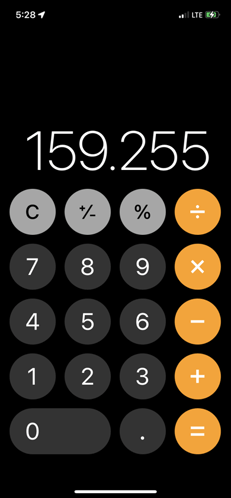 5:28 LTE
159.255
C +/− % ÷
7 8 9 ×
4 5 6 −
1 2 3 +
0 . =